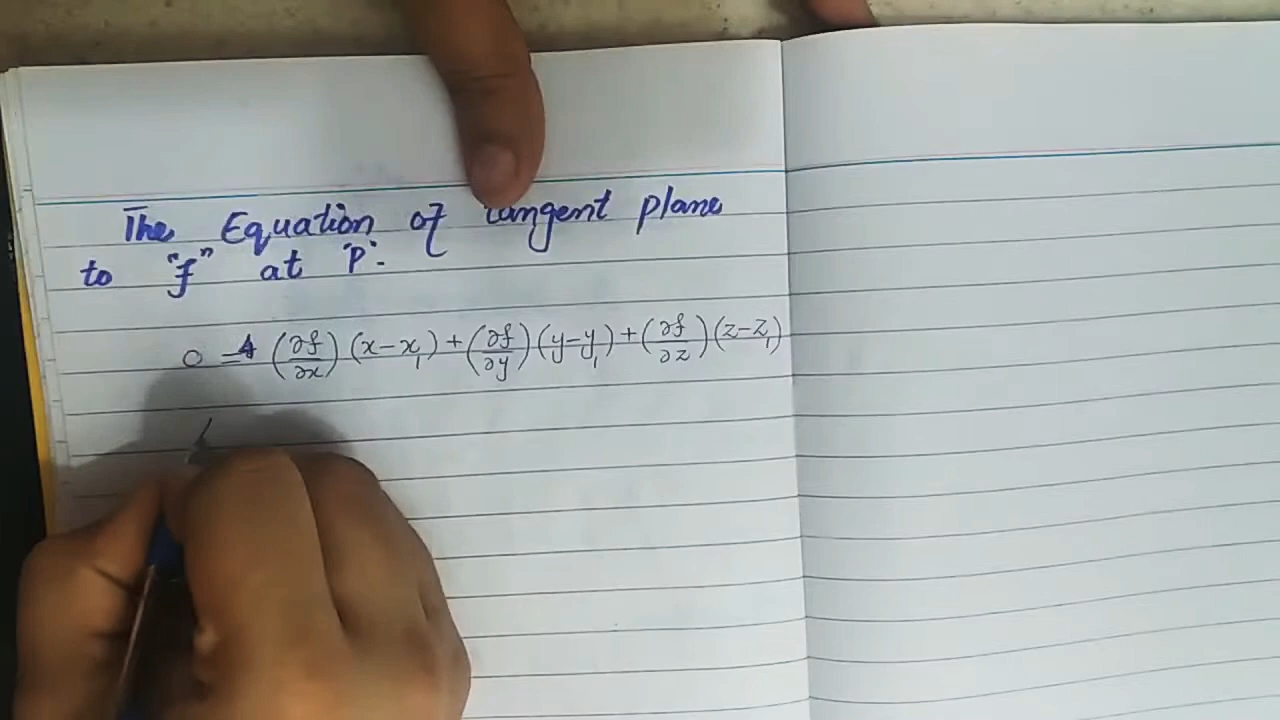 The Equation of tangent plane
to "f" at "P".
0 = (∂f/∂x) (x-x₁) + (∂f/∂y) (y-y₁) + (∂f/∂z) (z-z₁)